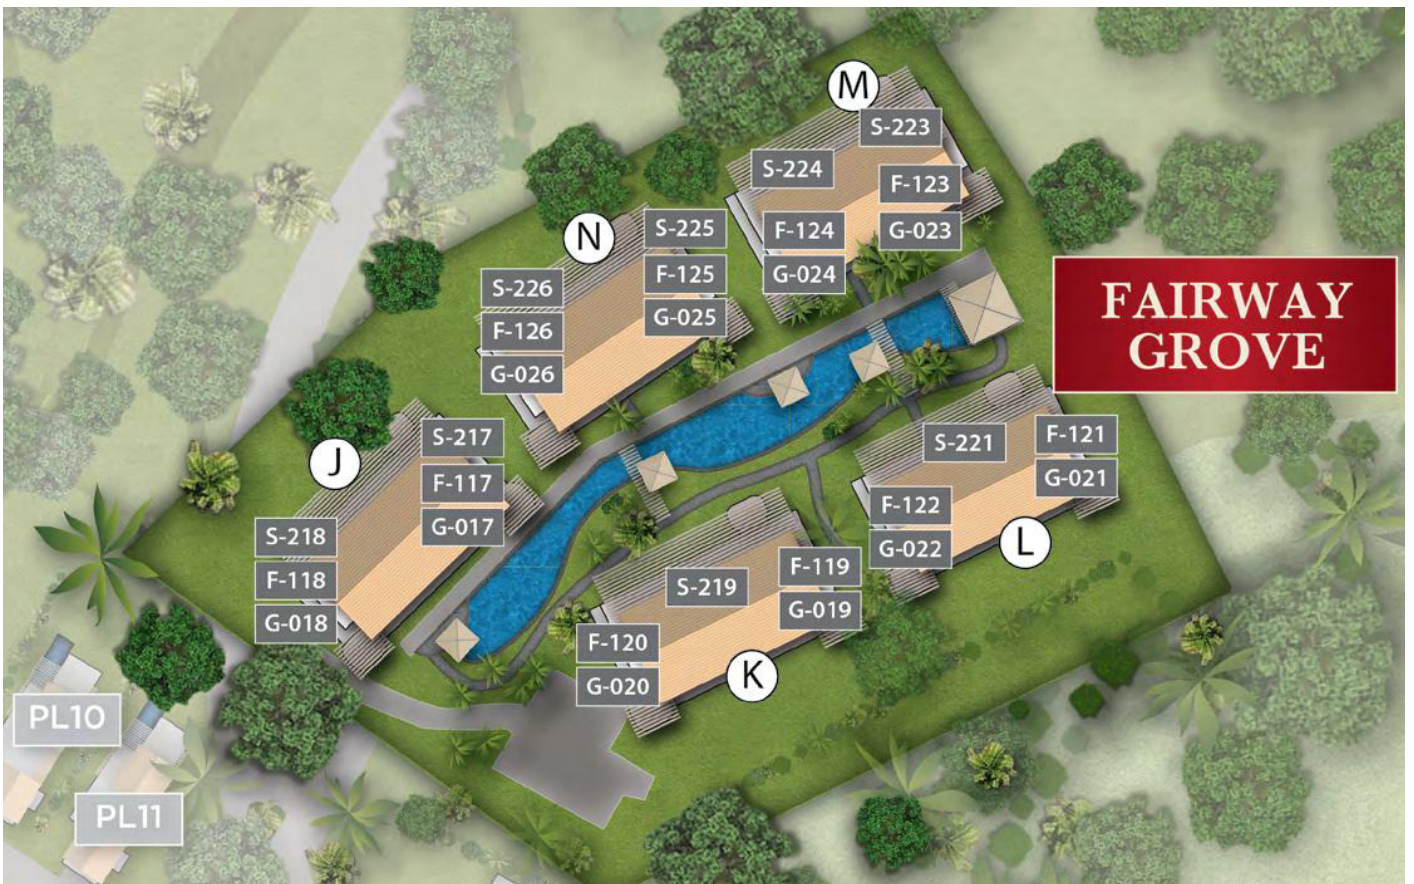 M
S-223
S-224
F-123
F-124
G-023
G-024
N
S-225
S-226
F-125
F-126
G-025
G-026
FAIRWAY
GROVE
J
S-217
F-117
G-017
S-218
F-118
G-018
S-221
F-121
G-021
F-122
G-022
L
S-219
F-119
G-019
F-120
G-020
K
PL10
PL11